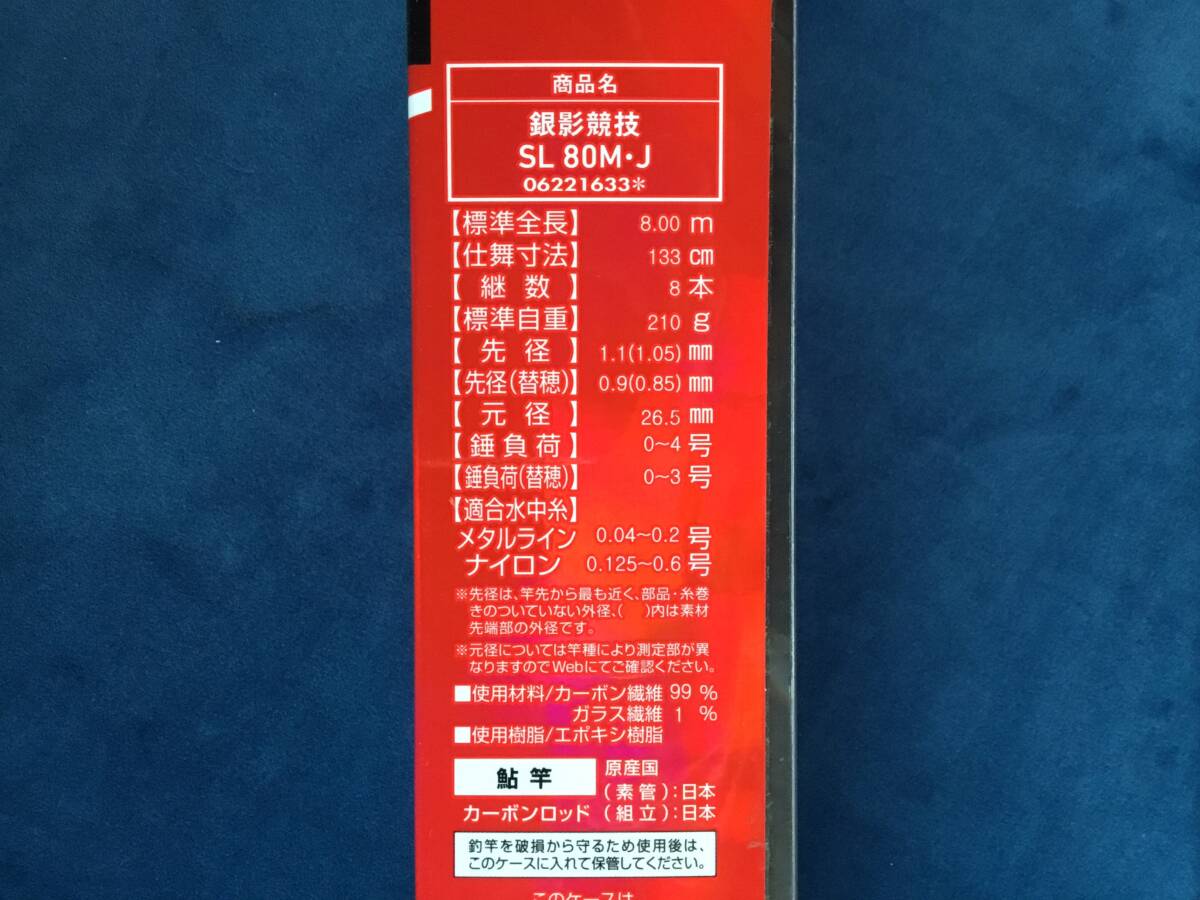 商品名
銀影競技
SL 80M・J
06221633*
【標準全長】 8.00 m
【仕舞寸法】 133 cm
【継数】 8 本
【標準自重】 210 g
【先径】 1.1(1.05) mm
【先径(替穂)】 0.9(0.85) mm
【元径】 26.5 mm
【錘負荷】 0~4 号
【錘負荷(替穂)】 0~3 号
【適合水中糸】
メタルライン 0.04~0.2 号
ナイロン 0.125~0.6 号
※先径は、竿先から最も近く、部品・糸巻
きのついていない外径、( )内は素材
先端部の外径です。
※元径については竿種により測定部が異
なりますのでWebにてご確認ください。
■使用材料/カーボン繊維 99 %
ガラス繊維 1 %
■使用樹脂/エポキシ樹脂
鮎竿 原産国
(素管):日本
カーボンロッド (組立):日本
釣竿を破損から守るため使用後は、
このケースに入れて保管してください。
このケースは